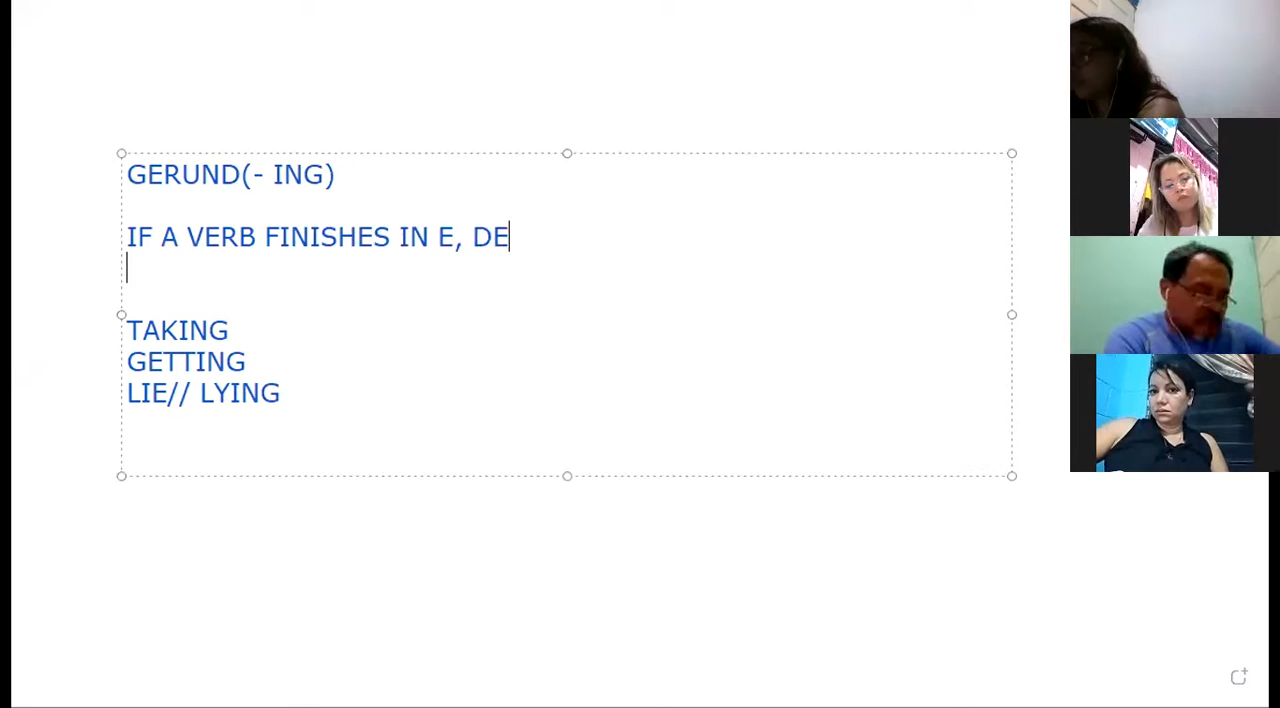 GERUND(- ING)
IF A VERB FINISHES IN E, DE
TAKING
GETTING
LIE// LYING